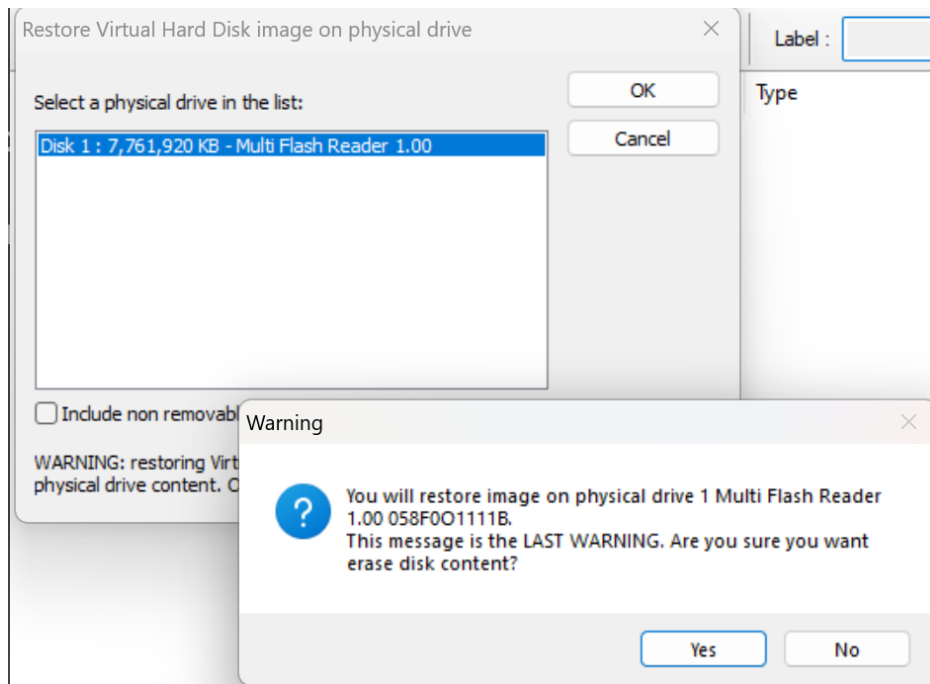 Restore Virtual Hard Disk image on physical drive
Label :
Select a physical drive in the list:
OK
Type
Cancel
Disk 1 : 7,761,920 KB - Multi Flash Reader 1.00
Include non removabl
Warning
WARNING: restoring Virt
physical drive content. O
You will restore image on physical drive 1 Multi Flash Reader
1.00 058F0O1111B.
This message is the LAST WARNING. Are you sure you want
erase disk content?
Yes
No